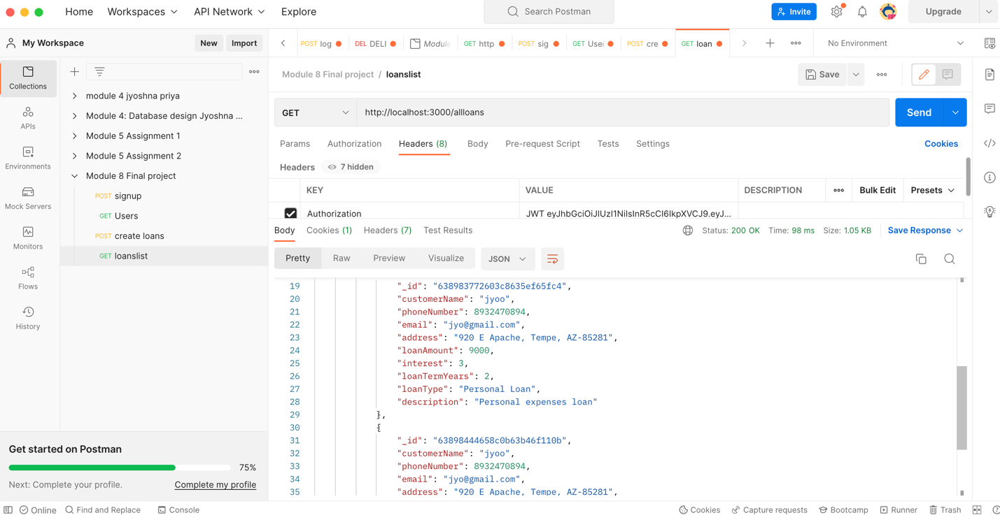 Home Workspaces API Network Explore Search Postman Invite Upgrade
My Workspace New Import POST log DEL DELI Module GET http POST sig GET Use POST cre GET loan No Environment
Collections
APIs
Environments
Mock Servers
Monitors
Flows
History
module 4 jyoshna priya
Module 4: Database design Jyoshna ...
Module 5 Assignment 1
Module 5 Assignment 2
Module 8 Final project
POST signup
GET Users
POST create loans
GET loanslist
Get started on Postman
75%
Next: Complete your profile. Complete my profile
Module 8 Final project / loanslist Save
GET http://localhost:3000/allloans Send
Params Authorization Headers (8) Body Pre-request Script Tests Settings Cookies
Headers 7 hidden
KEY VALUE DESCRIPTION Bulk Edit Presets
Authorization JWT eyJhbGciOiJIUzI1NiIsInR5cCI6IkpXVCJ9.eyJ...
Body Cookies (1) Headers (7) Test Results Status: 200 OK Time: 98 ms Size: 1.05 KB Save Response
Pretty Raw Preview Visualize JSON
19 "_id": "638983772603c8635ef65fc4",
20 "customerName": "jyoo",
21 "phoneNumber": 8932470894,
22 "email": "jyo@gmail.com",
23 "address": "920 E Apache, Tempe, AZ-85281",
24 "loanAmount": 9000,
25 "interest": 3,
26 "loanTermYears": 2,
27 "loanType": "Personal Loan",
28 "description": "Personal expenses loan"
29 },
30 {
31 "_id": "63898444658c0b63b46f110b",
32 "customerName": "jyoo",
33 "phoneNumber": 8932470894,
34 "email": "jyo@gmail.com",
35 "address": "920 E Apache, Tempe, AZ-85281",
Online Find and Replace Console Cookies Capture requests Bootcamp Runner Trash